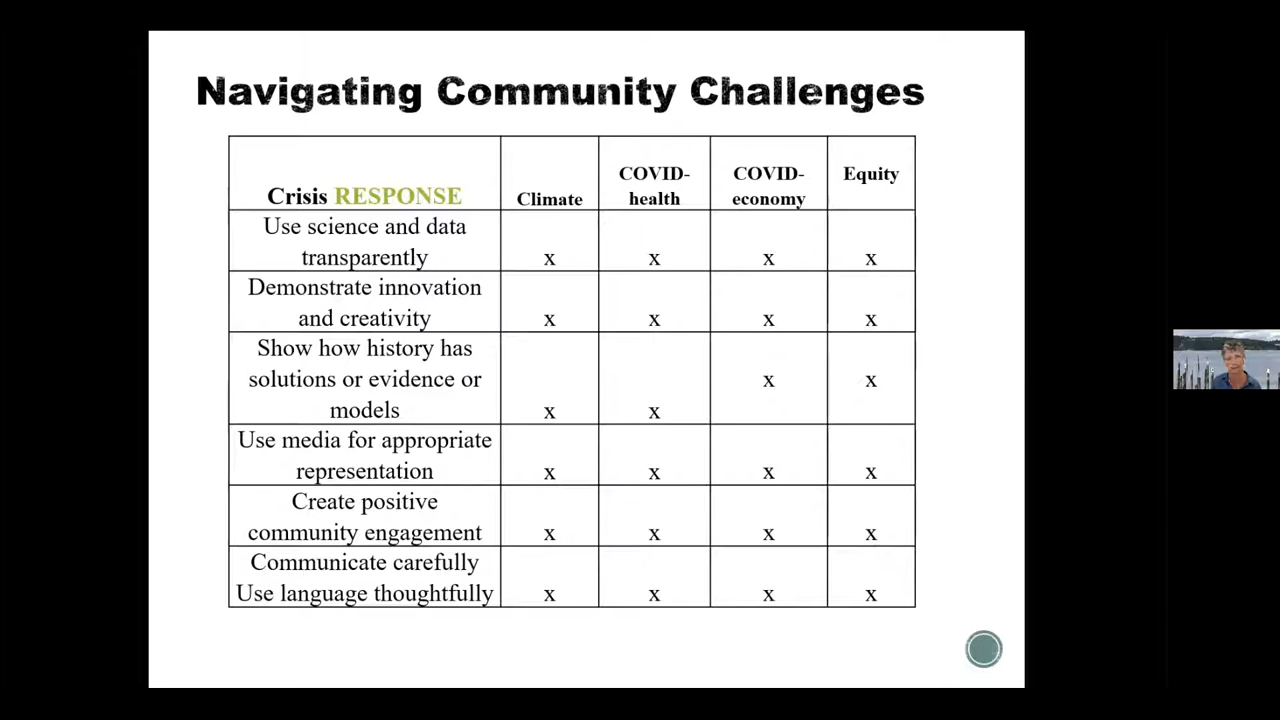 Navigating Community Challenges
Crisis RESPONSE Climate COVID-health COVID-economy Equity
Use science and data
transparently x x x x
Demonstrate innovation
and creativity x x x x
Show how history has
solutions or evidence or x x
models x x
Use media for appropriate
representation x x x x
Create positive
community engagement x x x x
Communicate carefully
Use language thoughtfully x x x x